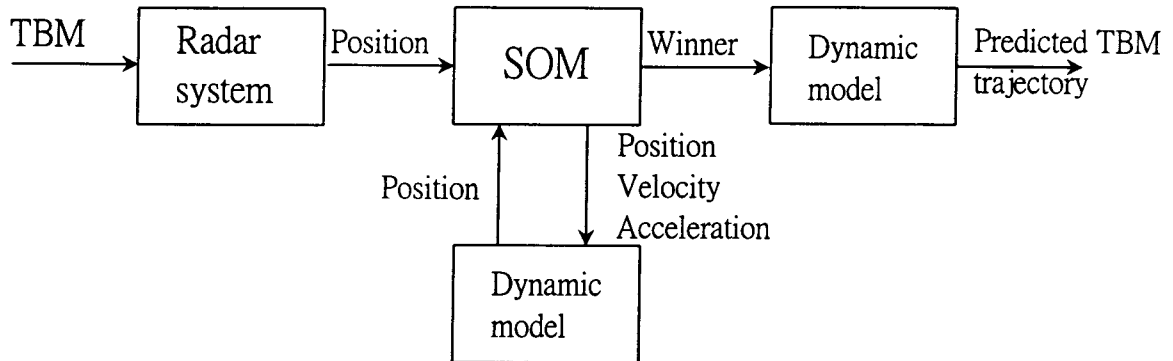 TBM
Radar
system
Position
SOM
Winner
Dynamic
model
Predicted TBM
trajectory
Position
Position
Velocity
Acceleration
Dynamic
model